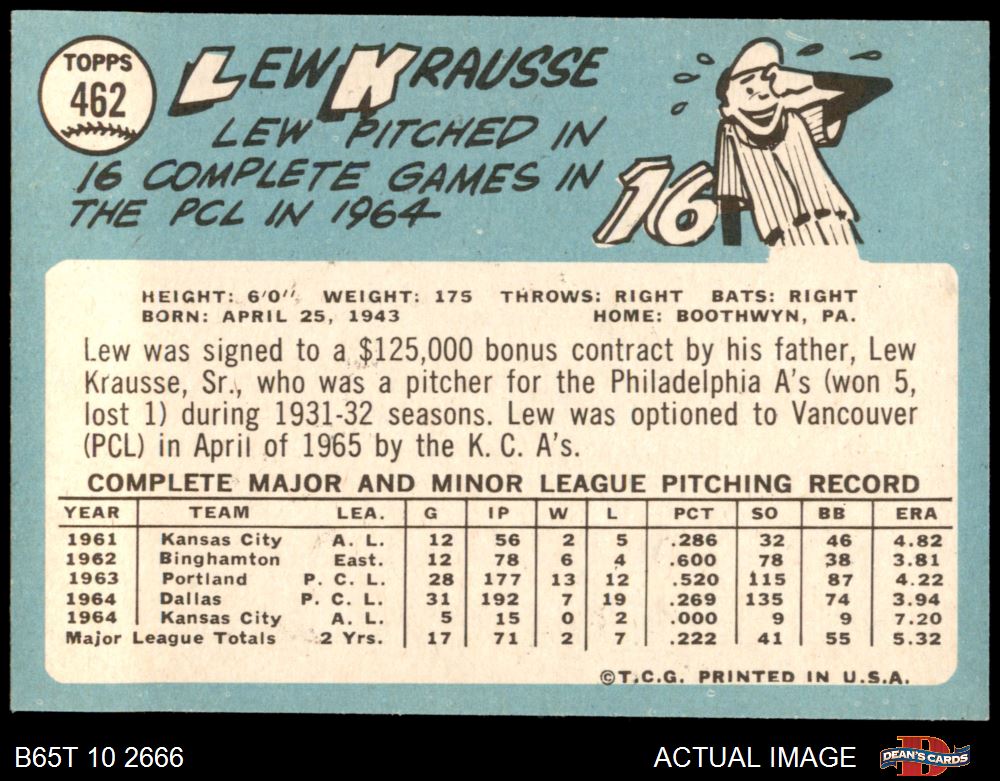 TOPPS
462
LEW KRAUSSE
LEW PITCHED IN
16 COMPLETE GAMES IN
THE PCL IN 1964
16
HEIGHT: 6'0" WEIGHT: 175 THROWS: RIGHT BATS: RIGHT
BORN: APRIL 25, 1943 HOME: BOOTHWYN, PA.
Lew was signed to a $125,000 bonus contract by his father, Lew
Krausse, Sr., who was a pitcher for the Philadelphia A's (won 5,
lost 1) during 1931-32 seasons. Lew was optioned to Vancouver
(PCL) in April of 1965 by the K. C. A's.
COMPLETE MAJOR AND MINOR LEAGUE PITCHING RECORD
YEAR TEAM LEA. G IP W L PCT SO BB ERA
1961 Kansas City A. L. 12 56 2 5 .286 32 46 4.82
1962 Binghamton East. 12 78 6 4 .600 78 38 3.81
1963 Portland P. C. L. 28 177 13 12 .520 115 87 4.22
1964 Dallas P. C. L. 31 192 7 19 .269 135 74 3.94
1964 Kansas City A. L. 5 15 0 2 .000 9 9 7.20
Major League Totals 2 Yrs. 17 71 2 7 .222 41 55 5.32
©T.C.G. PRINTED IN U.S.A.
B65T 10 2666 ACTUAL IMAGE DEAN'S CARDS